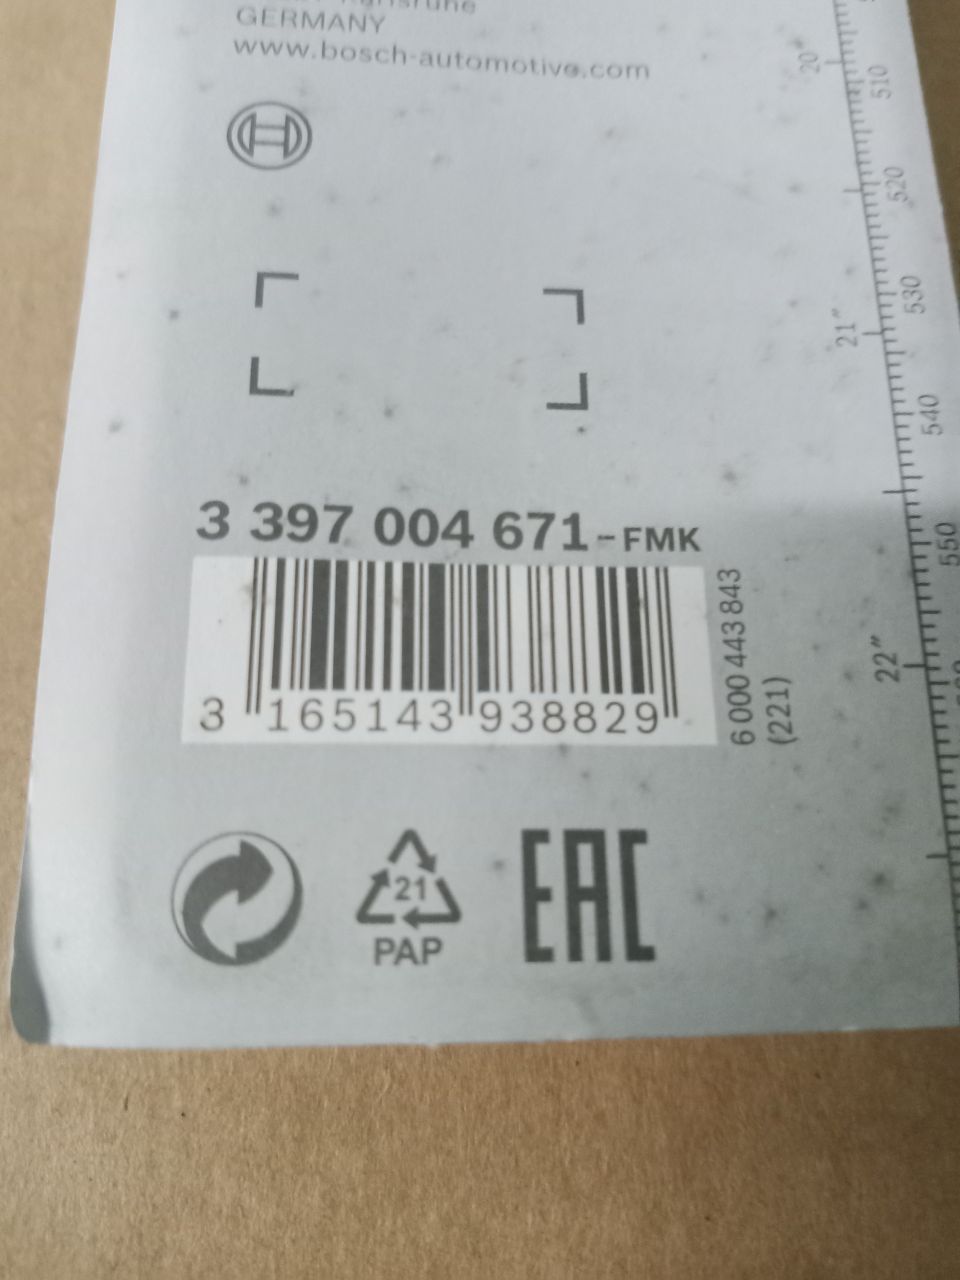 Karlsruhe
GERMANY
www.bosch-automotive.com
3 397 004 671-FMK
3 165143 938829
6 000 443 843
(221)
21
PAP
EAC
20"
510
520
530
21"
540
550
22"